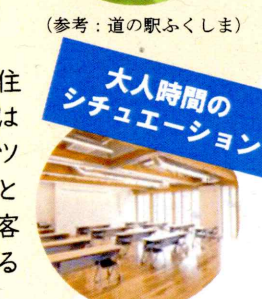 (参考：道の駅ふくしま)
大人時間の
シチュエーション
住
は
ツ
と
客
る